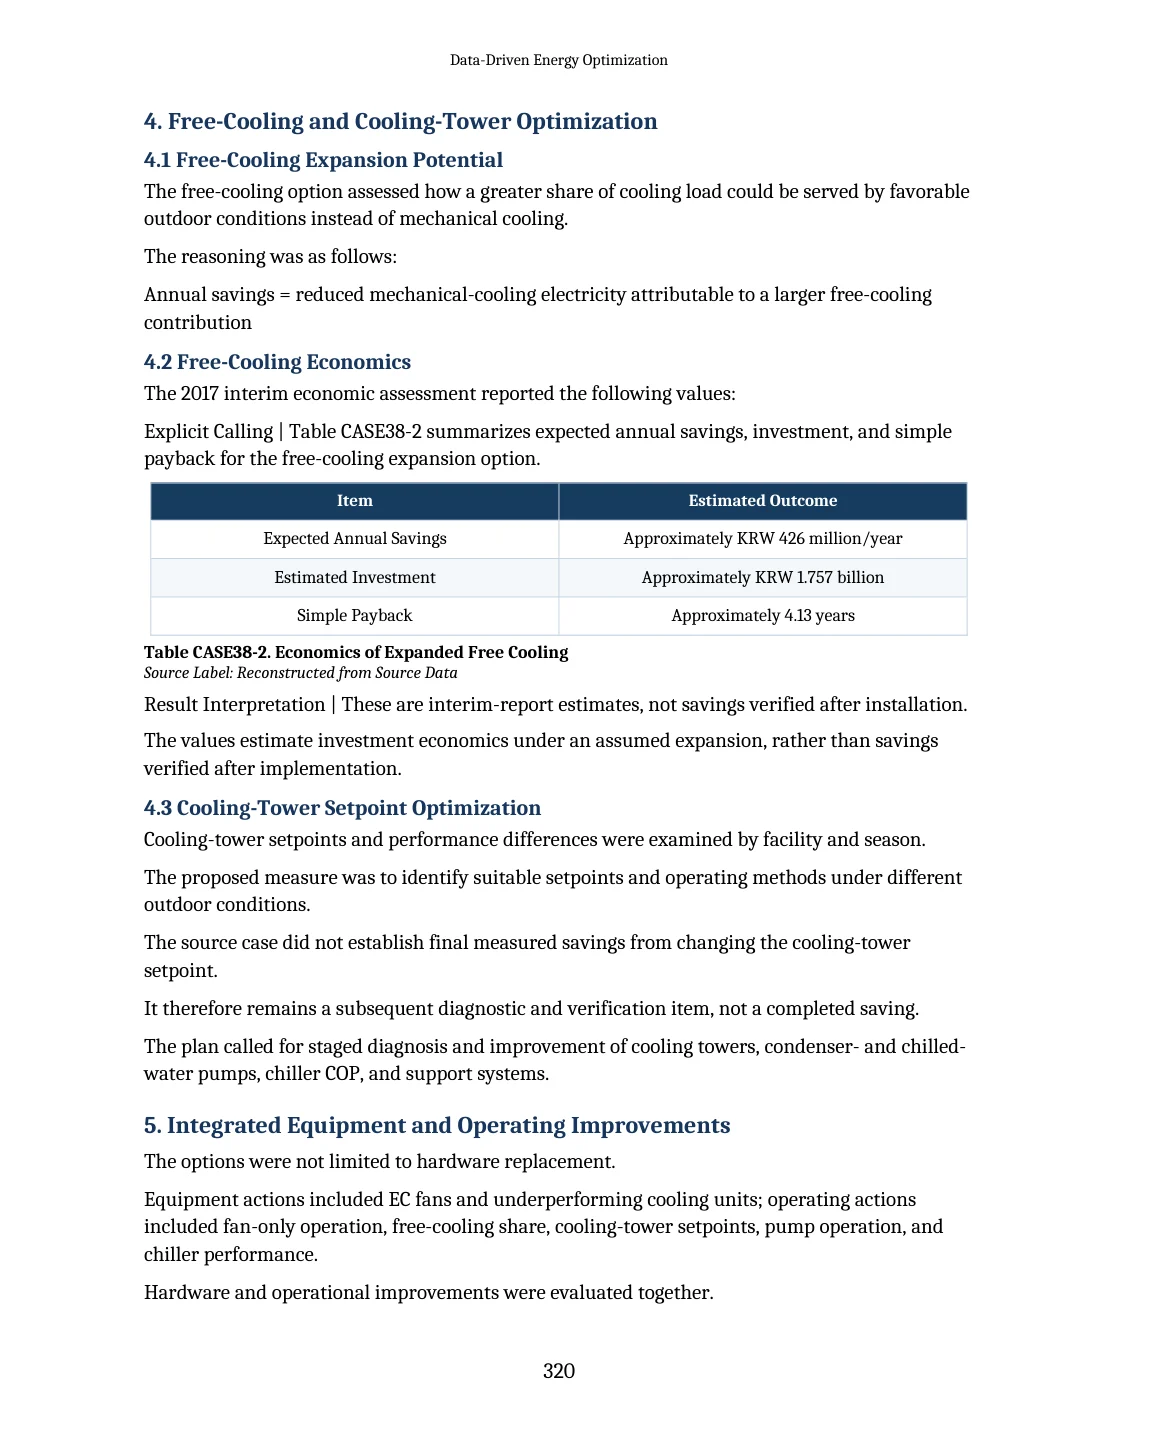 Data-Driven Energy Optimization
4. Free-Cooling and Cooling-Tower Optimization
4.1 Free-Cooling Expansion Potential
The free-cooling option assessed how a greater share of cooling load could be served by favorable
outdoor conditions instead of mechanical cooling.
The reasoning was as follows:
Annual savings = reduced mechanical-cooling electricity attributable to a larger free-cooling
contribution
4.2 Free-Cooling Economics
The 2017 interim economic assessment reported the following values:
Explicit Calling | Table CASE38-2 summarizes expected annual savings, investment, and simple
payback for the free-cooling expansion option.
Item Estimated Outcome
Expected Annual Savings Approximately KRW 426 million/year
Estimated Investment Approximately KRW 1.757 billion
Simple Payback Approximately 4.13 years
Table CASE38-2. Economics of Expanded Free Cooling
Source Label: Reconstructed from Source Data
Result Interpretation | These are interim-report estimates, not savings verified after installation.
The values estimate investment economics under an assumed expansion, rather than savings
verified after implementation.
4.3 Cooling-Tower Setpoint Optimization
Cooling-tower setpoints and performance differences were examined by facility and season.
The proposed measure was to identify suitable setpoints and operating methods under different
outdoor conditions.
The source case did not establish final measured savings from changing the cooling-tower
setpoint.
It therefore remains a subsequent diagnostic and verification item, not a completed saving.
The plan called for staged diagnosis and improvement of cooling towers, condenser- and chilled-
water pumps, chiller COP, and support systems.
5. Integrated Equipment and Operating Improvements
The options were not limited to hardware replacement.
Equipment actions included EC fans and underperforming cooling units; operating actions
included fan-only operation, free-cooling share, cooling-tower setpoints, pump operation, and
chiller performance.
Hardware and operational improvements were evaluated together.
320